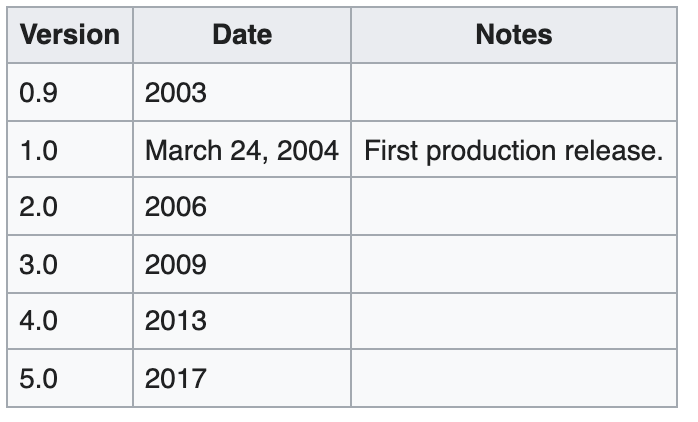 Version Date Notes
0.9 2003
1.0 March 24, 2004 First production release.
2.0 2006
3.0 2009
4.0 2013
5.0 2017